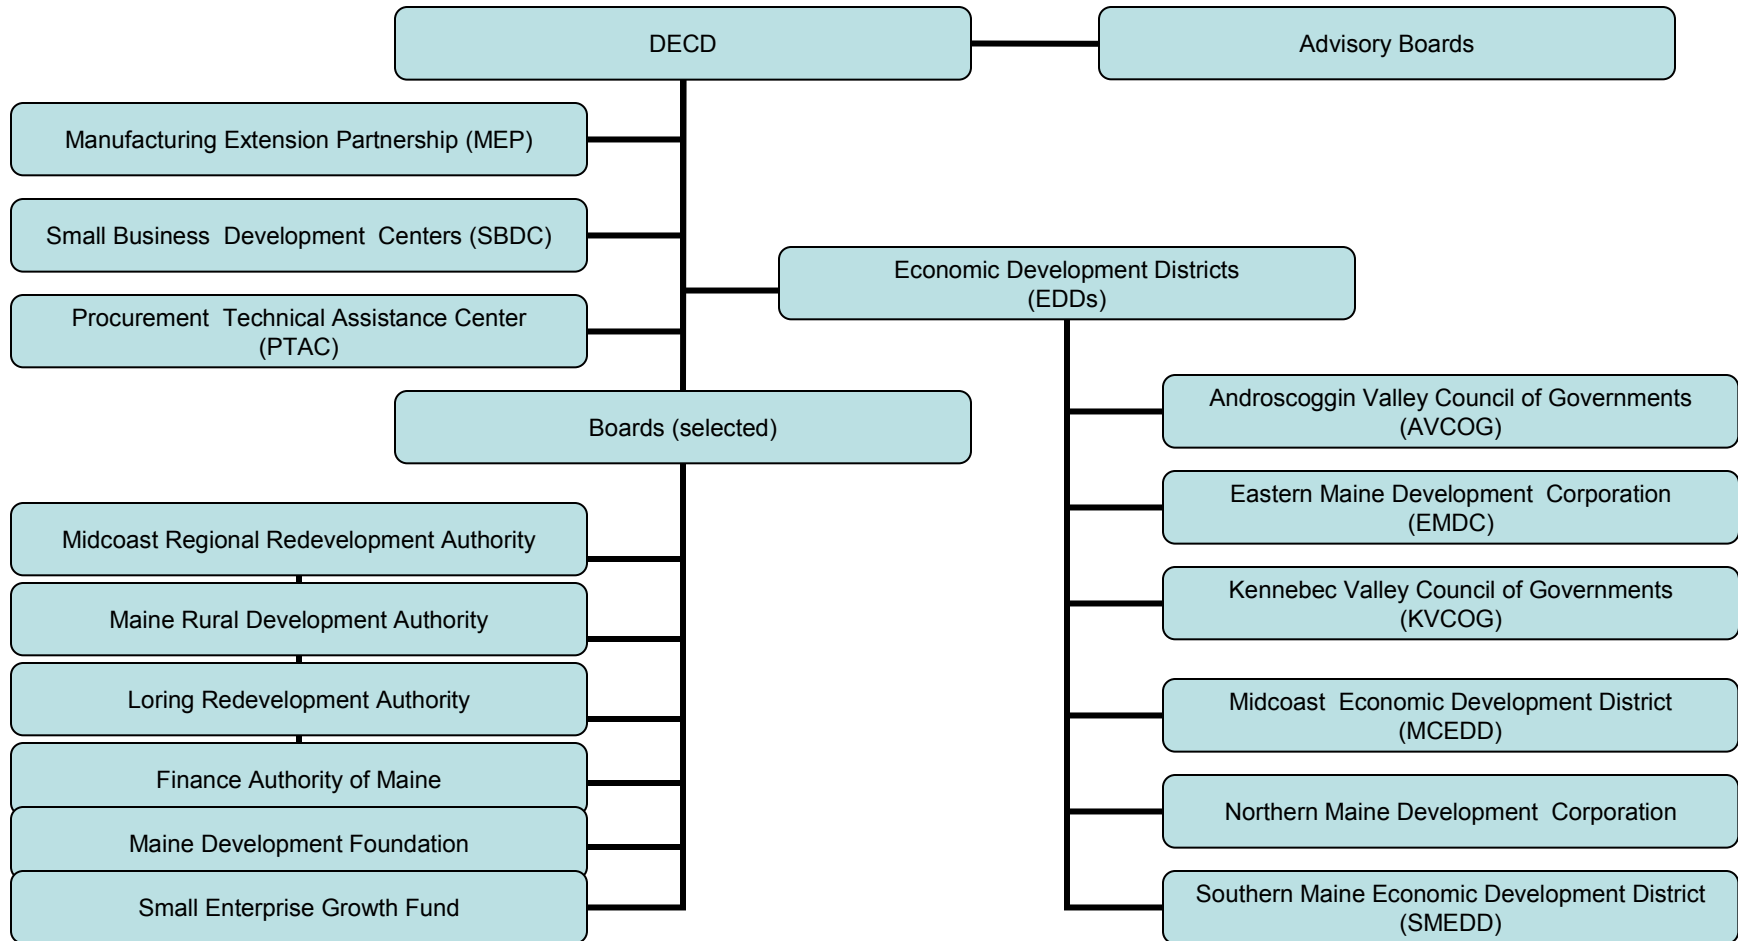 DECD
Advisory Boards
Manufacturing Extension Partnership (MEP)
Small Business Development Centers (SBDC)
Procurement Technical Assistance Center
(PTAC)
Economic Development Districts
(EDDs)
Boards (selected)
Midcoast Regional Redevelopment Authority
Maine Rural Development Authority
Loring Redevelopment Authority
Finance Authority of Maine
Maine Development Foundation
Small Enterprise Growth Fund
Androscoggin Valley Council of Governments
(AVCOG)
Eastern Maine Development Corporation
(EMDC)
Kennebec Valley Council of Governments
(KVCOG)
Midcoast Economic Development District
(MCEDD)
Northern Maine Development Corporation
Southern Maine Economic Development District
(SMEDD)